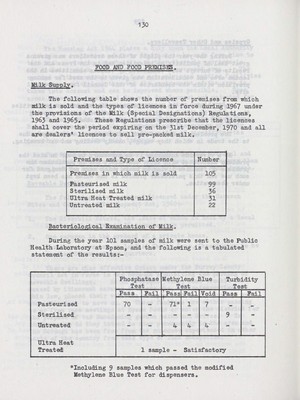 130
FOOD AND FOOD PREMISES.
Milk Supply.
The following table shows the number of premises from which
milk is sold and the types of licences in force during 1967 under
the provisions of the Milk (Special Designations) Regulations,
1963 and 1965. These Regulations prescribe that the licences
shall cover the period expiring on the 31st December, 1970 and all
are dealers' licences to sell pre-packed milk.
Premises and Type of Licence Number
Premises in which milk is sold 105
Pasteurised milk 99
Sterilised milk 36
Ultra Heat Treated milk 31
Untreated milk 22
Bacteriological Examination of Milk.
During the year 101 samples of milk were sent to the Public
Health Laboratory at Epsom, and the following is a tabulated
statement of the results:-
Phosphatase Test Methylene Blue Test Turbidity Test
Pass Fail Pass Fail Void Pass Fail
Pasteurised 70 - 71* 1 7 - -
Sterilised - - - - - 9 -
Untreated - - 4 4 4 - -
Ultra Heat Treated 1 sample - Satisfactory
*Including 9 samples which passed the modified
Methylene Blue Test for dispensers.